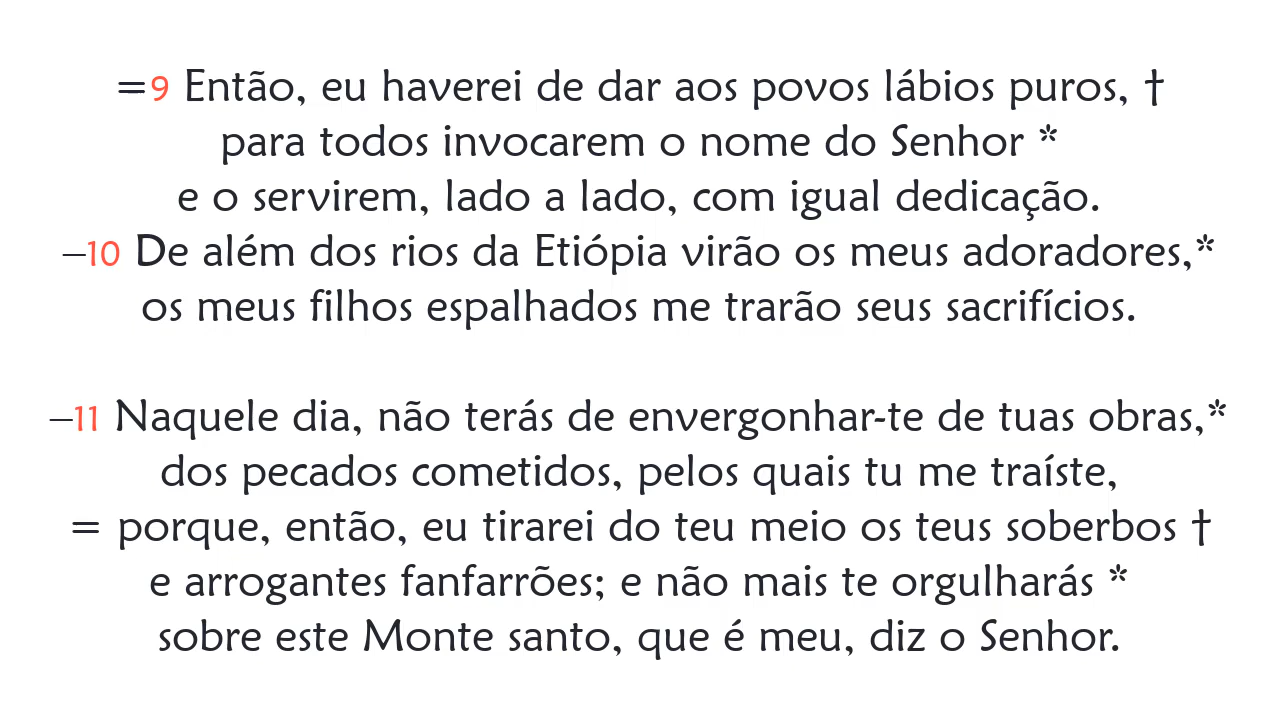 =9 Então, eu haverei de dar aos povos lábios puros, †
para todos invocarem o nome do Senhor *
e o servirem, lado a lado, com igual dedicação.
–10 De além dos rios da Etiópia virão os meus adoradores,*
os meus filhos espalhados me trarão seus sacrifícios.
–11 Naquele dia, não terás de envergonhar-te de tuas obras,*
dos pecados cometidos, pelos quais tu me traíste,
= porque, então, eu tirarei do teu meio os teus soberbos †
e arrogantes fanfarrões; e não mais te orgulharás *
sobre este Monte santo, que é meu, diz o Senhor.